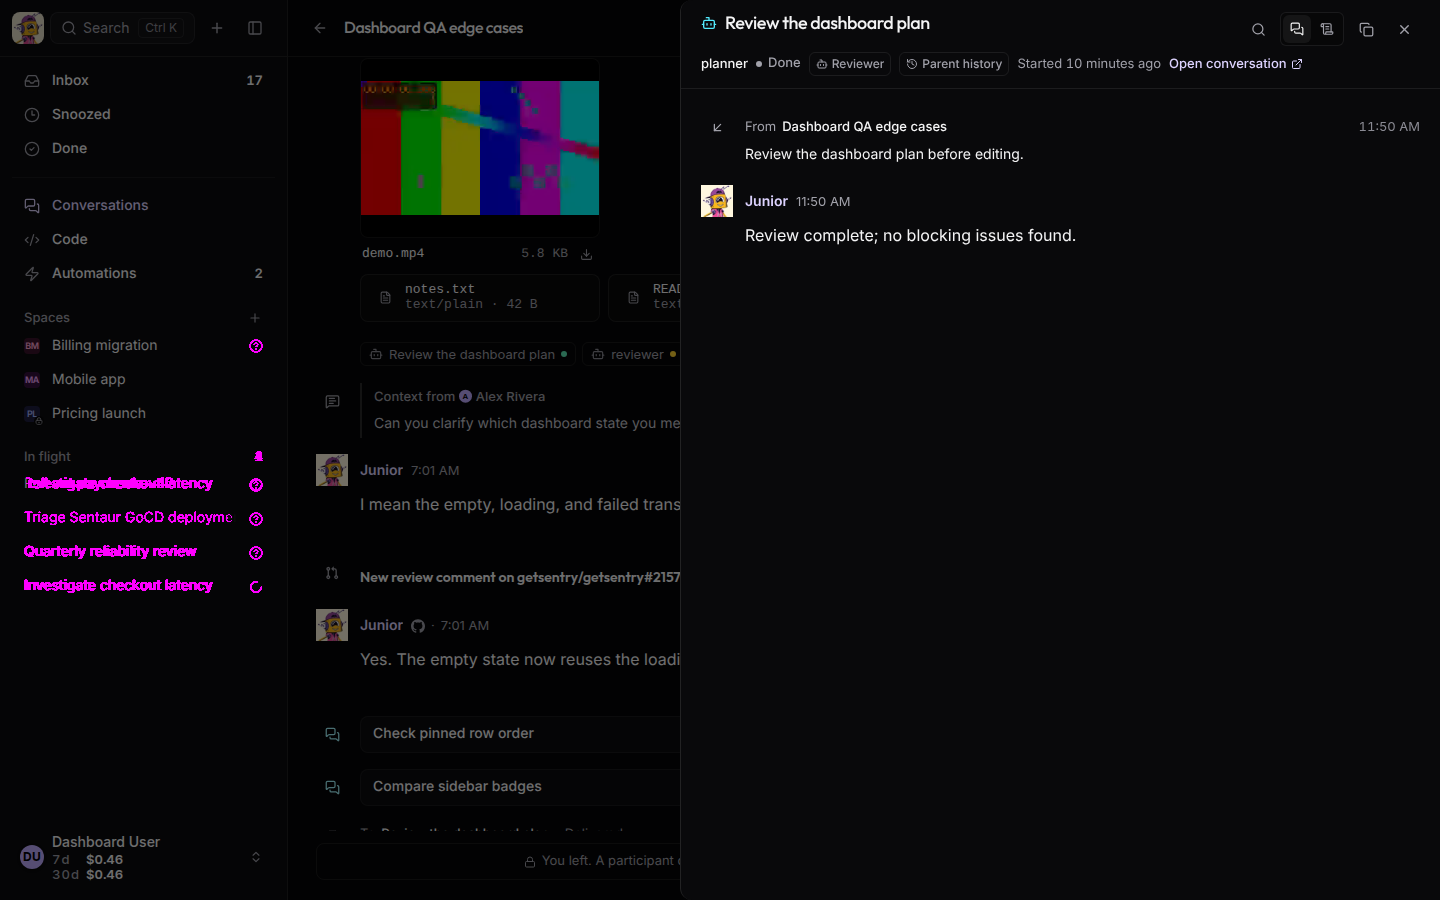 Search Ctrl K
Inbox 17
Snoozed
Done
Conversations
Code
Automations 2
Spaces
BM Billing migration
MA Mobile app
PL Pricing launch
In flight
Triage Sentaur GoCD deployme
Quarterly reliability review
Investigate checkout latency
DU Dashboard User
7d $0.46
30d $0.46
Dashboard QA edge cases
demo.mp4 5.8 KB
notes.txt
text/plain · 42 B
READ
text
Review the dashboard plan
reviewer
Context from A Alex Rivera
Can you clarify which dashboard state you me
Junior 7:01 AM
I mean the empty, loading, and failed trans
New review comment on getsentry/getsentry#2157
Junior · 7:01 AM
Yes. The empty state now reuses the loadi
Check pinned row order
Compare sidebar badges
You left. A participant
Review the dashboard plan
planner Done Reviewer Parent history Started 10 minutes ago Open conversation
From Dashboard QA edge cases 11:50 AM
Review the dashboard plan before editing.
Junior 11:50 AM
Review complete; no blocking issues found.